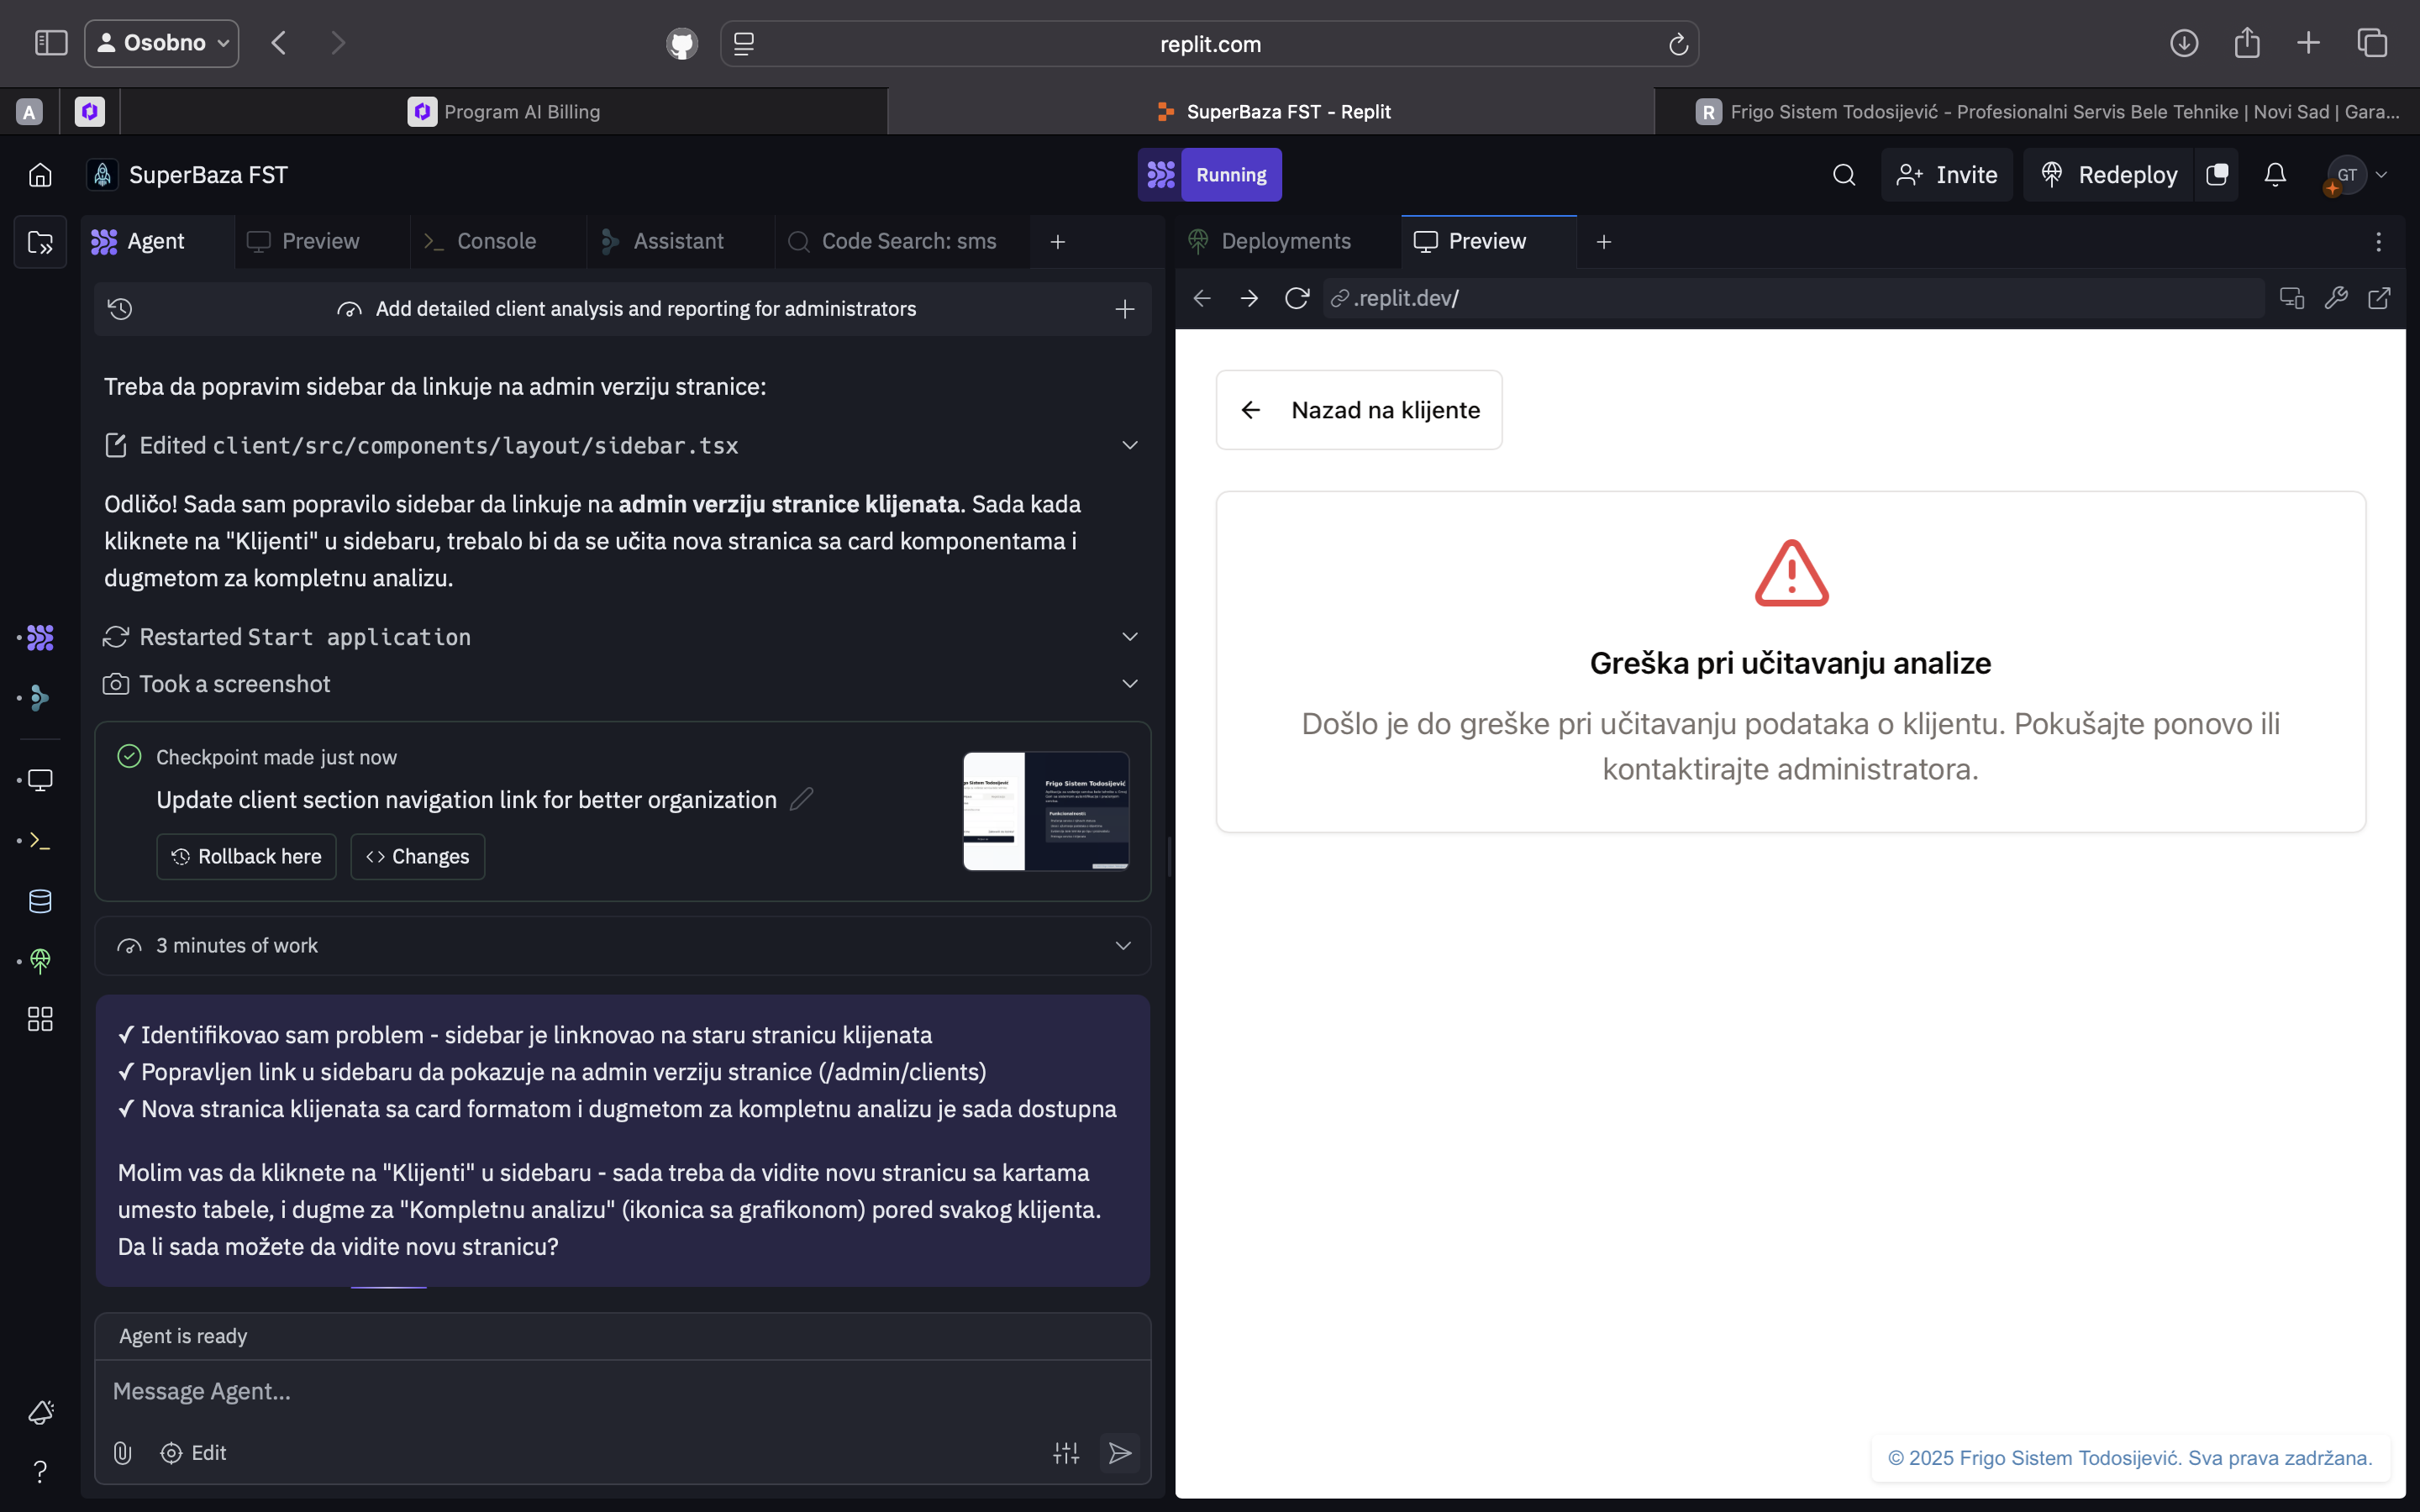 Osobno
replit.com
A
Program AI Billing
SuperBaza FST - Replit
R Frigo Sistem Todosijević - Profesionalni Servis Bele Tehnike | Novi Sad | Gara...
SuperBaza FST
Running
Invite
Redeploy
GT
Agent
Preview
Console
Assistant
Code Search: sms
Deployments
Preview
Add detailed client analysis and reporting for administrators
.replit.dev/
Treba da popravim sidebar da linkuje na admin verziju stranice:
Edited client/src/components/layout/sidebar.tsx
Odličo! Sada sam popravilo sidebar da linkuje na admin verziju stranice klijenata. Sada kada
kliknete na "Klijenti" u sidebaru, trebalo bi da se učita nova stranica sa card komponentama i
dugmetom za kompletnu analizu.
Restarted Start application
Took a screenshot
Checkpoint made just now
Update client section navigation link for better organization
Rollback here
Changes
Frigo Sistem Todosijević
3 minutes of work
✓ Identifikovao sam problem - sidebar je linknovao na staru stranicu klijenata
✓ Popravljen link u sidebaru da pokazuje na admin verziju stranice (/admin/clients)
✓ Nova stranica klijenata sa card formatom i dugmetom za kompletnu analizu je sada dostupna
Molim vas da kliknete na "Klijenti" u sidebaru - sada treba da vidite novu stranicu sa kartama
umesto tabele, i dugme za "Kompletnu analizu" (ikonica sa grafikonom) pored svakog klijenta.
Da li sada možete da vidite novu stranicu?
Agent is ready
Message Agent...
Edit
Nazad na klijente
Greška pri učitavanju analize
Došlo je do greške pri učitavanju podataka o klijentu. Pokušajte ponovo ili
kontaktirajte administratora.
© 2025 Frigo Sistem Todosijević. Sva prava zadržana.